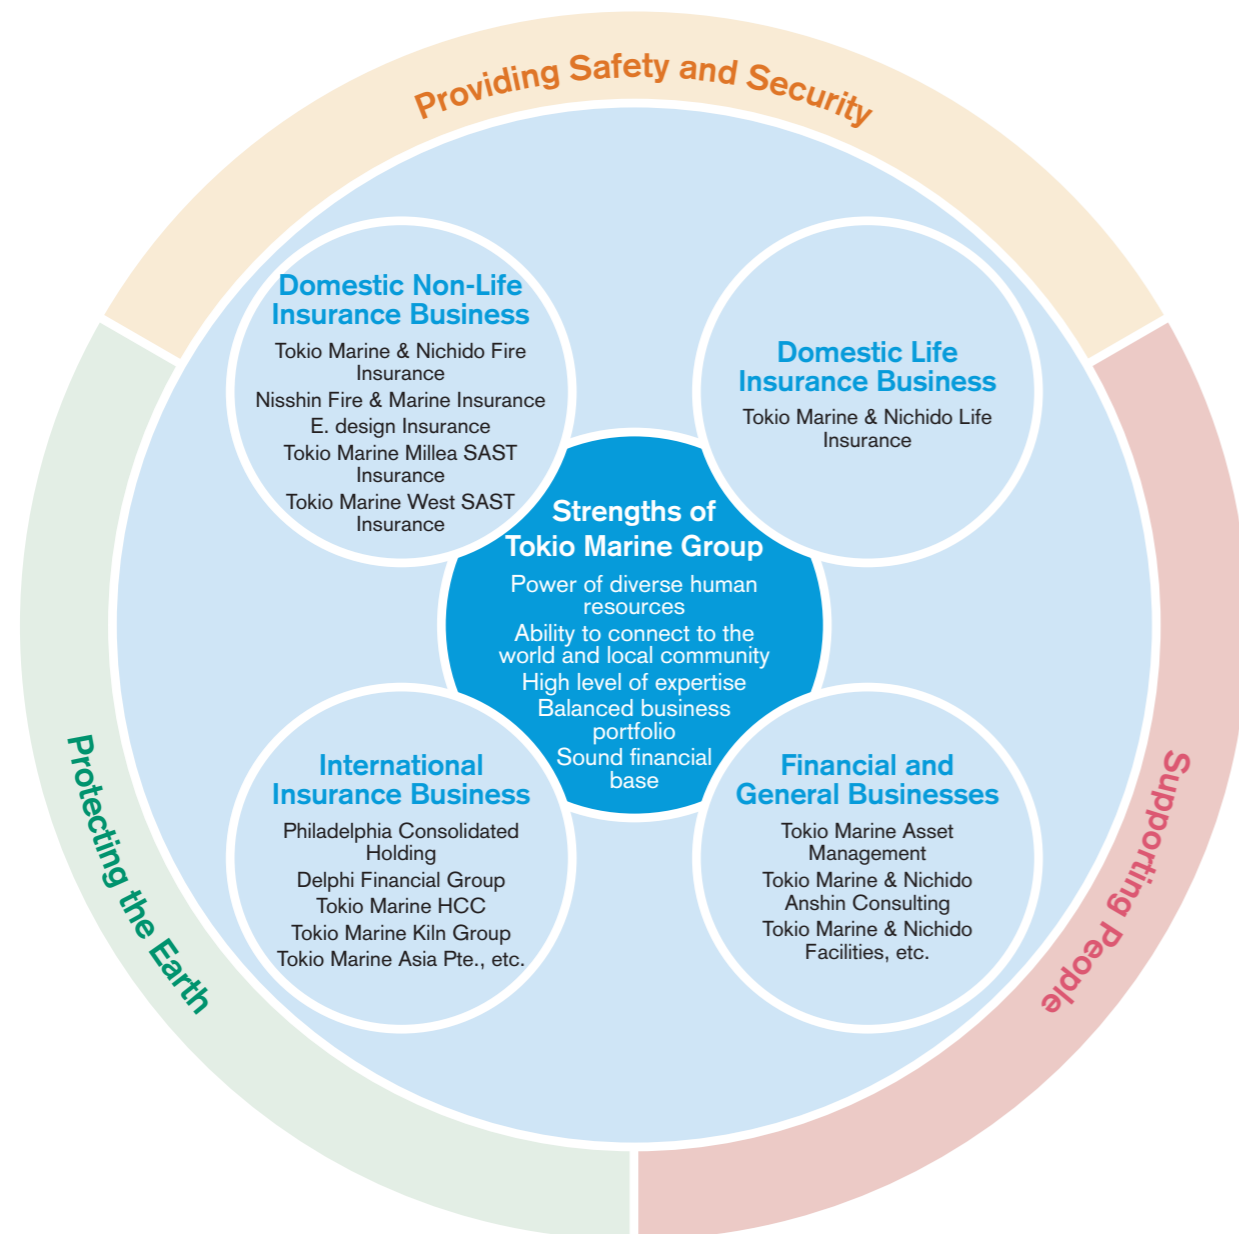 Providing Safety and Security
Domestic Non-Life
Insurance Business
Tokio Marine & Nichido Fire
Insurance
Nisshin Fire & Marine Insurance
E. design Insurance
Tokio Marine Millea SAST
Insurance
Tokio Marine West SAST
Insurance
Domestic Life
Insurance Business
Tokio Marine & Nichido Life
Insurance
Strengths of
Tokio Marine Group
Power of diverse human
resources
Ability to connect to the
world and local community
High level of expertise
Balanced business
portfolio
Sound financial
base
International
Insurance Business
Philadelphia Consolidated
Holding
Delphi Financial Group
Tokio Marine HCC
Tokio Marine Kiln Group
Tokio Marine Asia Pte., etc.
Financial and
General Businesses
Tokio Marine Asset
Management
Tokio Marine & Nichido
Anshin Consulting
Tokio Marine & Nichido
Facilities, etc.
Protecting the Earth
Supporting People